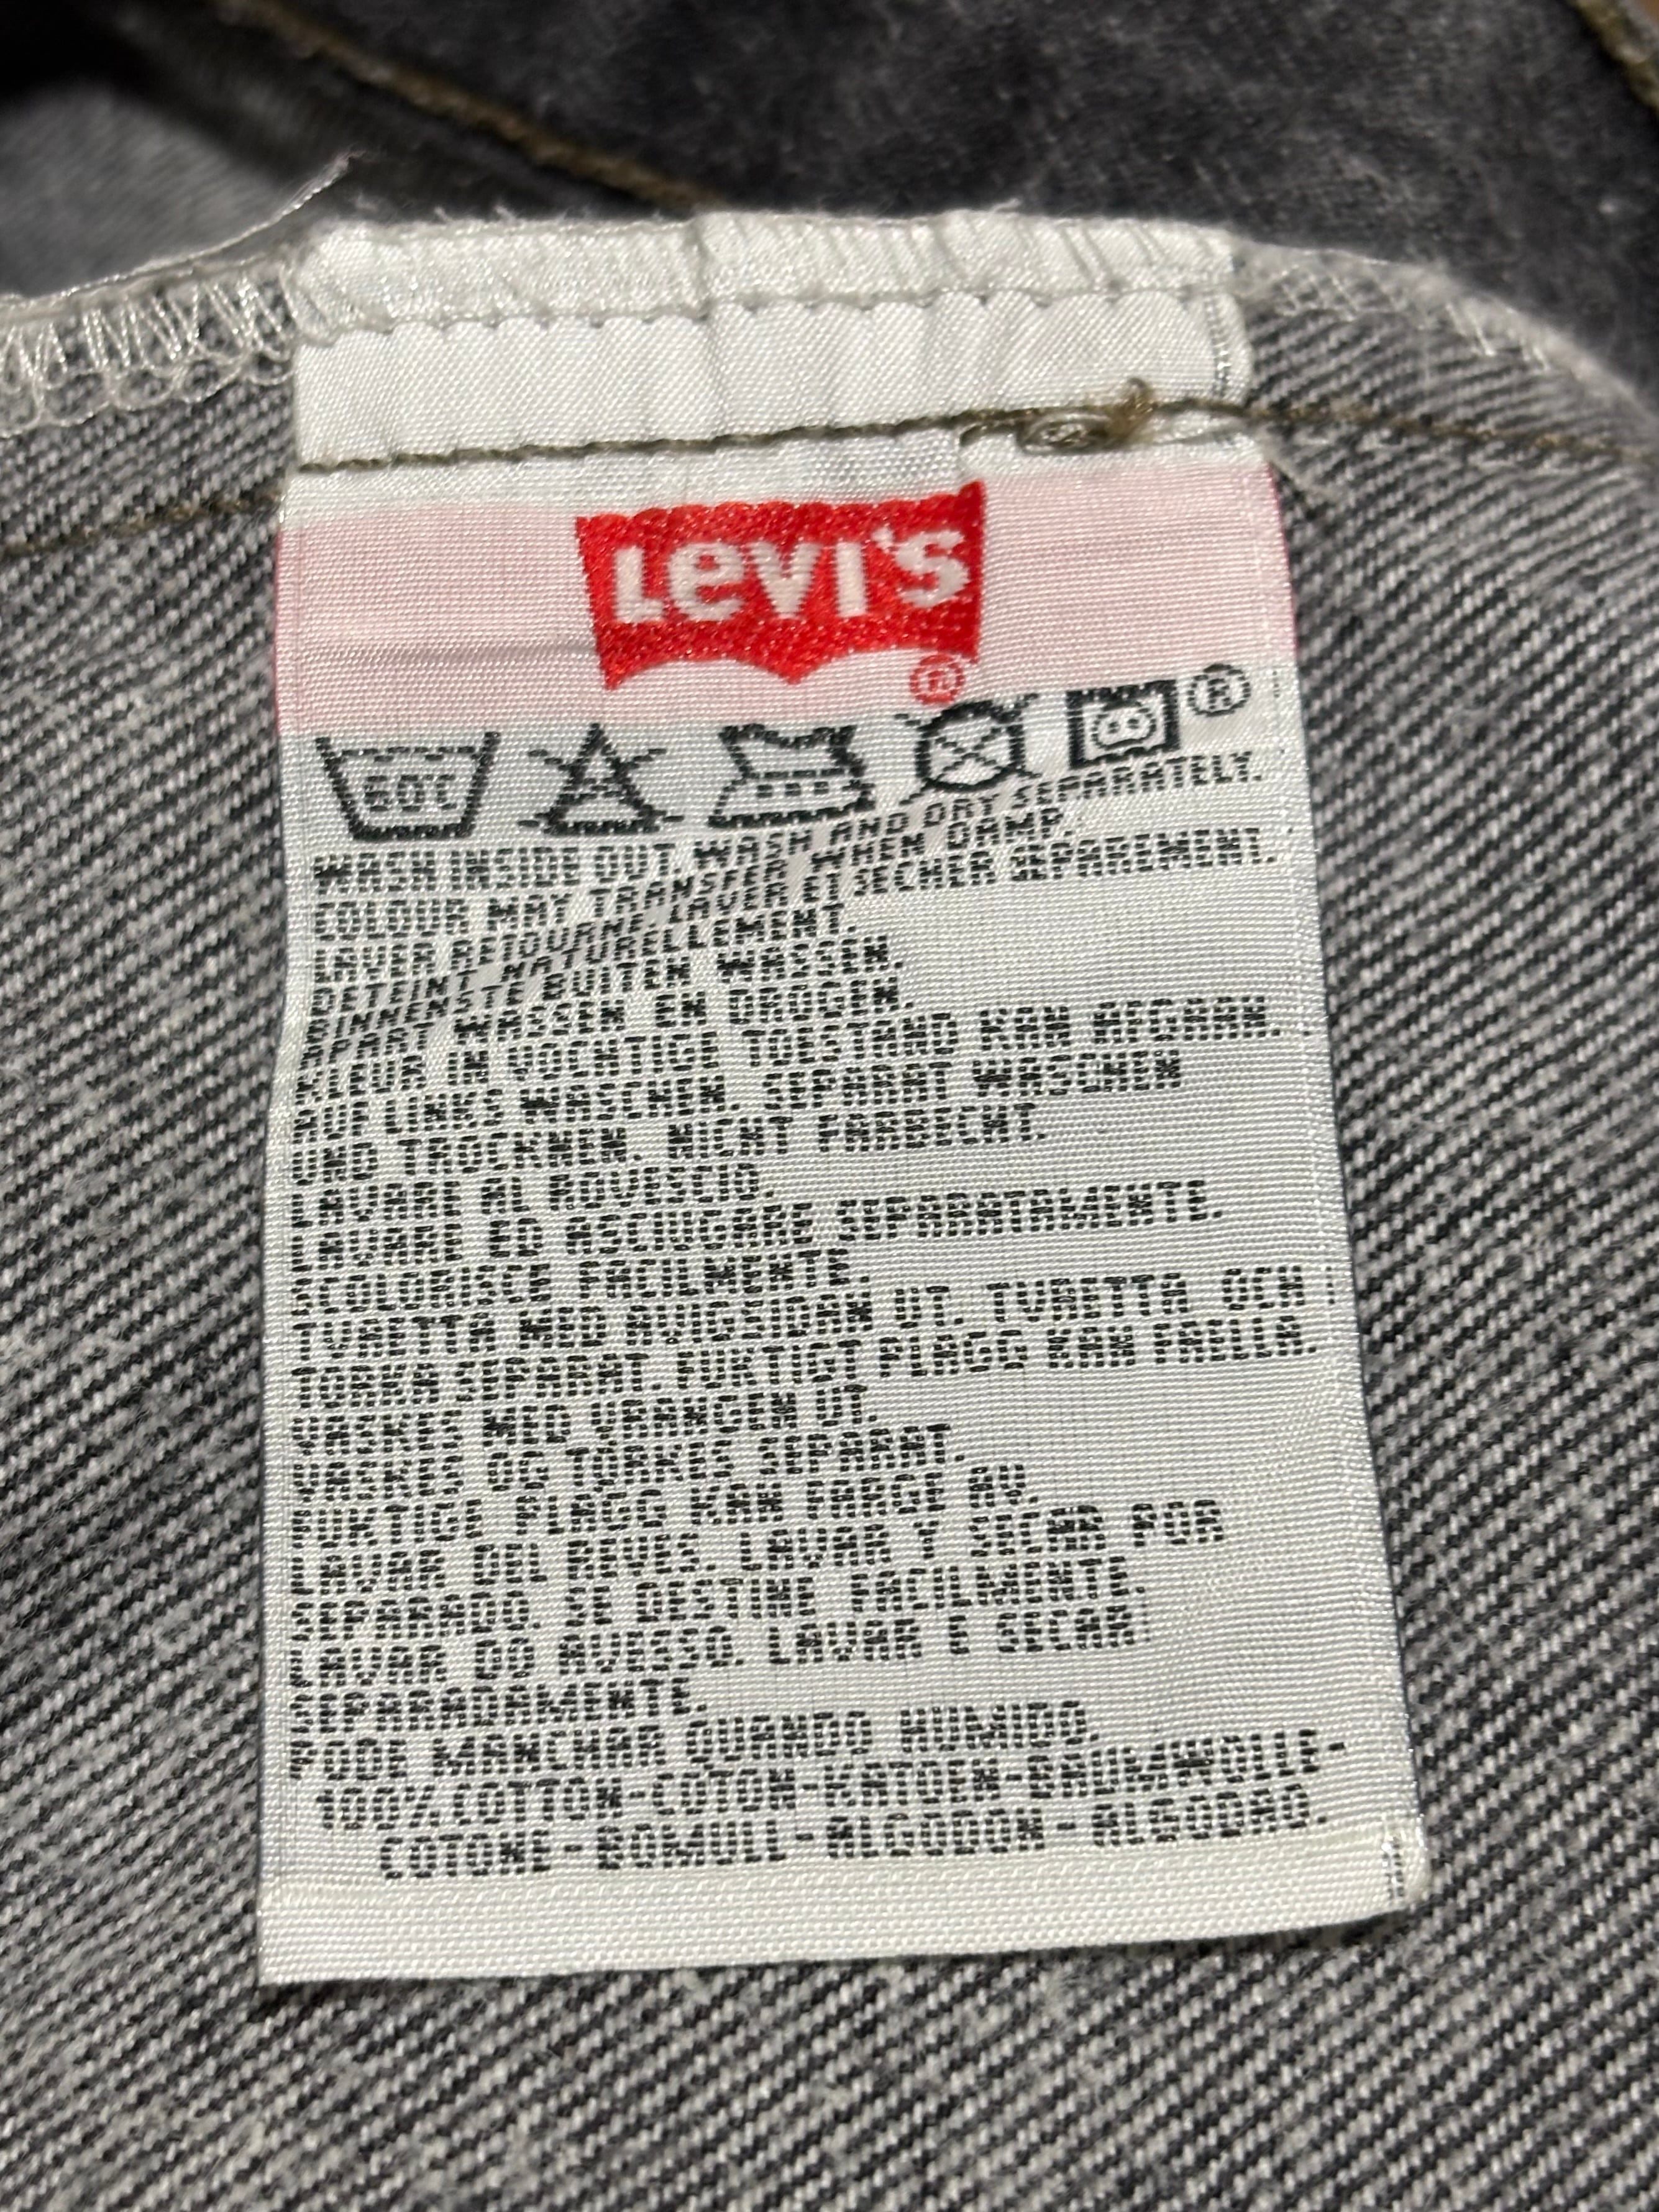 Levi's ®
60°C ®
WASH INSIDE OUT. WASH AND DRY SEPARATELY.
COLOUR MAY TRANSFER WHEN DAMP.
LAVER RETOURNE. LAVER ET SECHER SEPAREMENT.
DETEINT NATURELLEMENT.
BINNENSTE BUITEN WASSEN.
APART WASSEN EN DROGEN.
KLEUR IN VOCHTIGE TOESTAND KAN AFGAAN.
AUF LINKS WASCHEN. SEPARAT WASCHEN
UND TROCKNEN. NICHT FARBECHT.
LAVARE AL ROVESCIO.
LAVARE ED ASCIUGARE SEPARATAMENTE.
SCOLORISCE FACILMENTE.
TVAETTA MED AVIGSIDAN UT. TVAETTA OCH
TORKA SEPARAT. FUKTIGT PLAGG KAN FAELLA.
VASKES MED VRANGEN UT.
VASKES OG TORKES SEPARAT.
FUKTIGE PLAGG KAN FARGE AV.
LAVAR DEL REVES. LAVAR Y SECAR POR
SEPARADO. SE DESTINE FACILMENTE.
LAVAR DO AVESSO. LAVAR E SECAR
SEPARADAMENTE.
PODE MANCHAR QUANDO HUMIDO.
100% COTTON-COTON-KATOEN-BAUMWOLLE-
COTONE-BOMULL-ALGODON-ALGODAO.